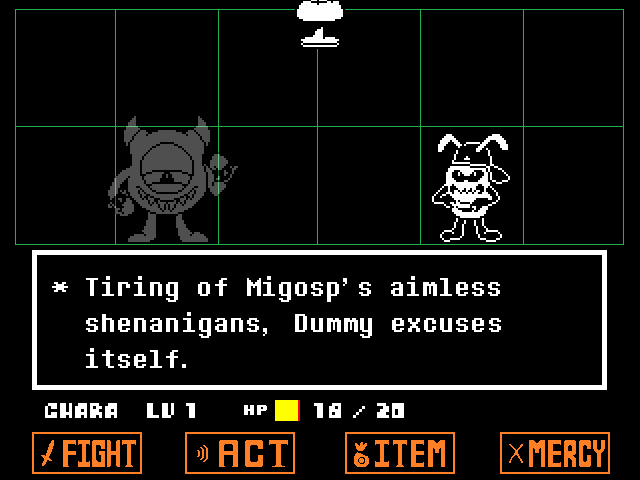 * Tiring of Migosp's aimless
shenanigans, Dummy excuses
itself.
CHARA LV 1 HP 18 / 20
FIGHT ACT ITEM MERCY